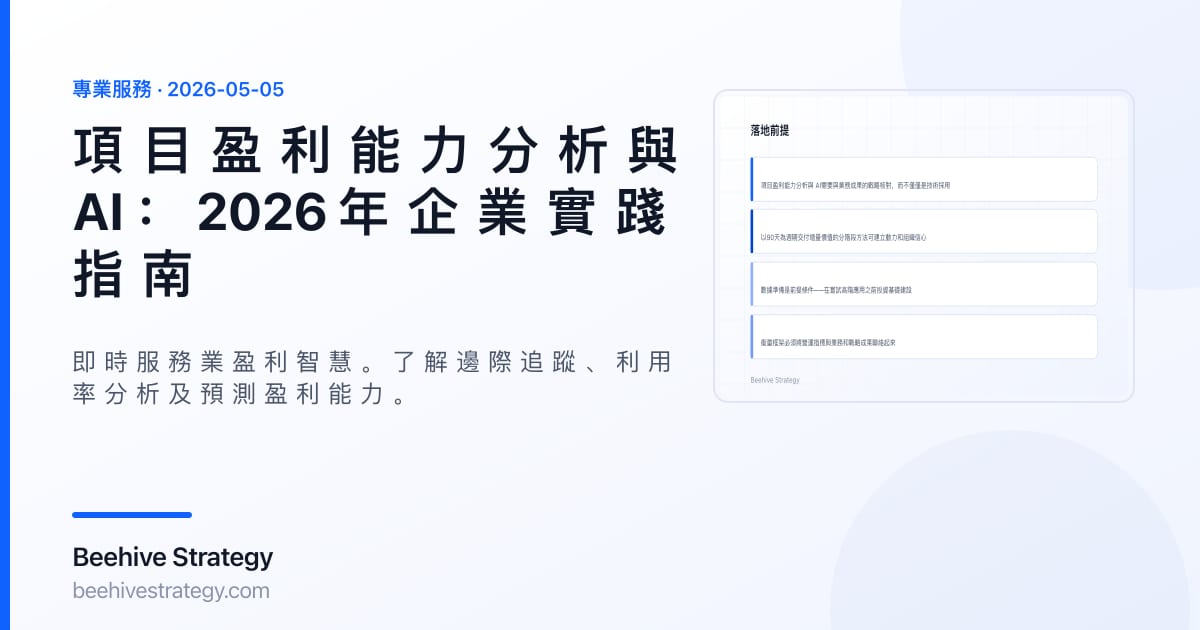 專業服務 · 2026-05-05
項目盈利能力分析與
AI：2026年企業實踐
指南
即時服務業盈利智慧。了解邊際追蹤、利用
率分析及預測盈利能力。
Beehive Strategy
beehivestrategy.com
落地前提
項目盈利能力分析與 AI需要與業務成果的戰略校對，而不僅僅是技術採用
以90天為週期交付增量價值的分階段方法可建立動力和組織信心
數據準備是前提條件——在嘗試高階應用之前投資基礎建設
衡量框架必須將營運指標與業務和戰略成果聯絡起來
Beehive Strategy